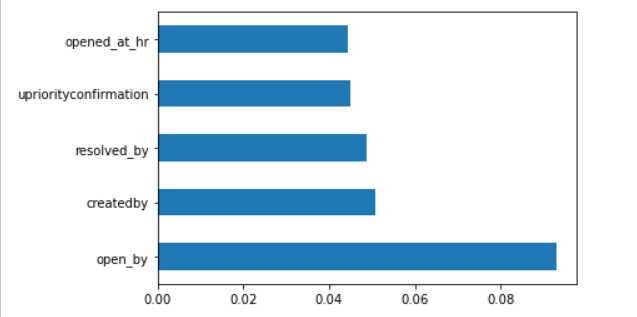 opened_at_hr
upriorityconfirmation
resolved_by
createdby
open_by
0.00 0.02 0.04 0.06 0.08